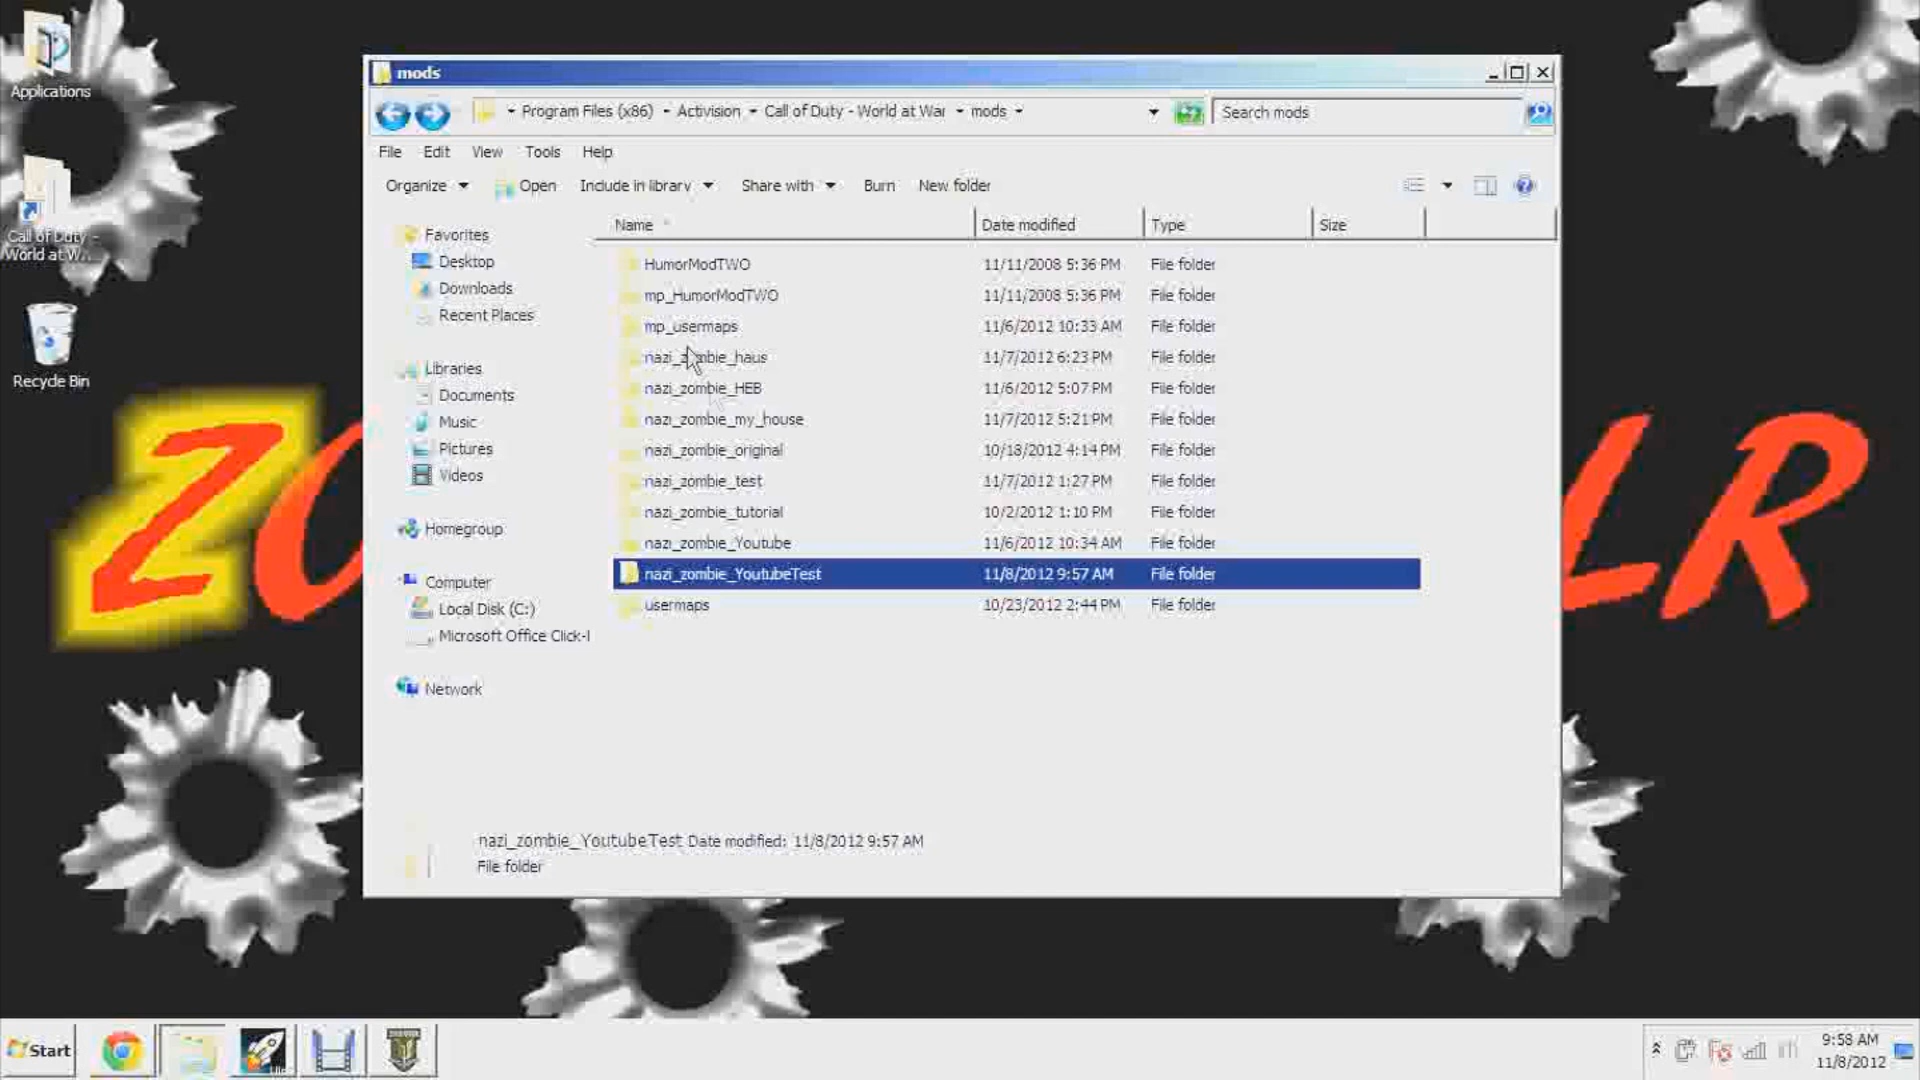 Applications
Call of Duty -
World at W...
Recycle Bin
mods
Program Files (x86) Activision Call of Duty - World at War mods
Search mods
File Edit View Tools Help
Organize Open Include in library Share with Burn New folder
Favorites
Desktop
Downloads
Recent Places
Libraries
Documents
Music
Pictures
Videos
Homegroup
Computer
Local Disk (C:)
Microsoft Office Click-I
Network
Name Date modified Type Size
HumorModTWO 11/11/2008 5:36 PM File folder
mp_HumorModTWO 11/11/2008 5:36 PM File folder
mp_usermaps 11/6/2012 10:33 AM File folder
nazi_zombie_haus 11/7/2012 6:23 PM File folder
nazi_zombie_HEB 11/6/2012 5:07 PM File folder
nazi_zombie_my_house 11/7/2012 5:21 PM File folder
nazi_zombie_original 10/18/2012 4:14 PM File folder
nazi_zombie_test 11/7/2012 1:27 PM File folder
nazi_zombie_tutorial 10/2/2012 1:10 PM File folder
nazi_zombie_Youtube 11/6/2012 10:34 AM File folder
nazi_zombie_YoutubeTest 11/8/2012 9:57 AM File folder
usermaps 10/23/2012 2:44 PM File folder
nazi_zombie_YoutubeTest Date modified: 11/8/2012 9:57 AM
File folder
ZO
LR
Start
9:58 AM
11/8/2012